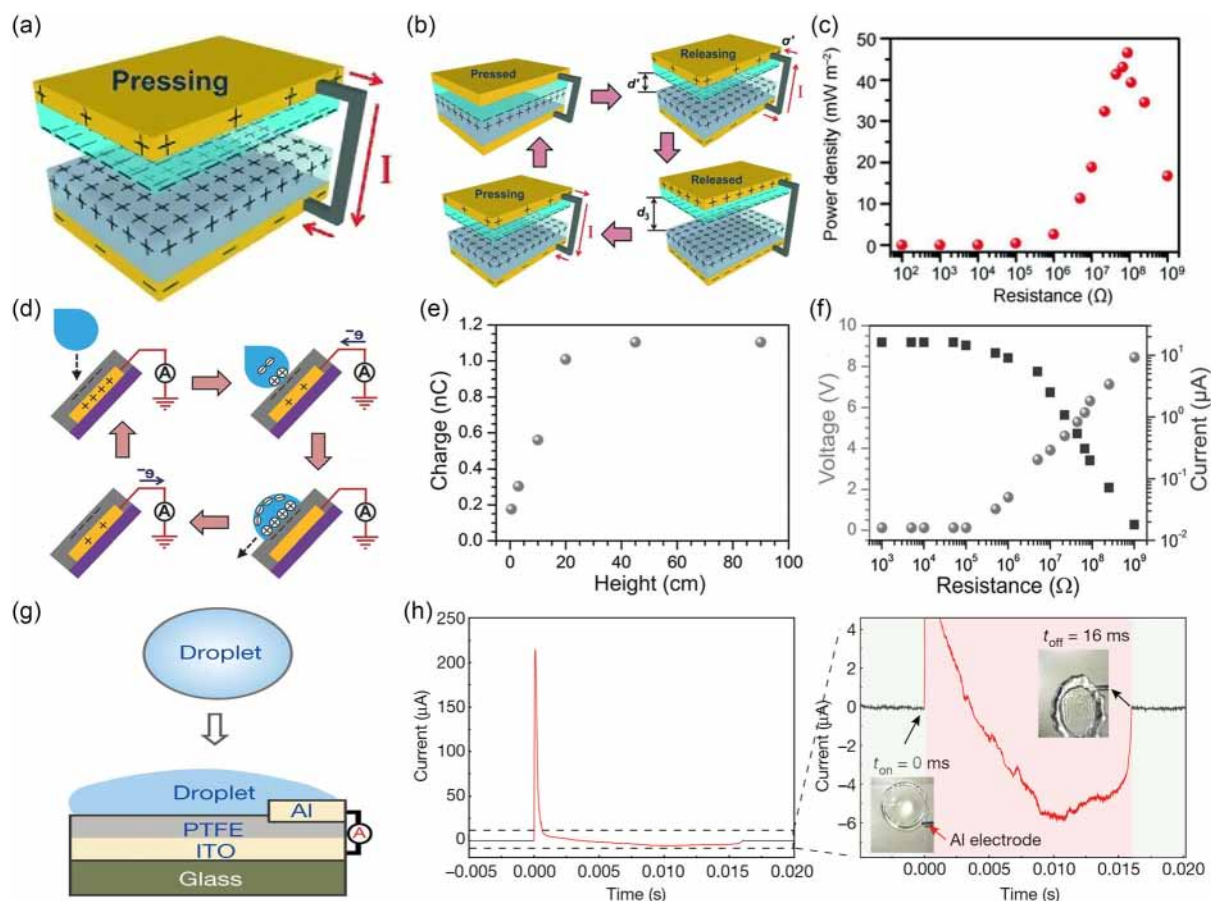 (a)
Pressing
I
(b)
Pressed
Releasing
σ'
d'
I
Pressing
I
Released
d3
(c)
Power density (mW m⁻²)
50
40
30
20
10
0
10² 10³ 10⁴ 10⁵ 10⁶ 10⁷ 10⁸ 10⁹
Resistance (Ω)
(d)
A
e⁻
A
e⁻
A
A
(e)
Charge (nC)
1.2
1.0
0.8
0.6
0.4
0.2
0.0
0 20 40 60 80 100
Height (cm)
(f)
Voltage (V)
10
8
6
4
2
0
10¹
10⁰
10⁻¹
10⁻²
Current (μA)
10³ 10⁴ 10⁵ 10⁶ 10⁷ 10⁸ 10⁹
Resistance (Ω)
(g)
Droplet
Droplet
Al
PTFE
A
ITO
Glass
(h)
Current (μA)
250
200
150
100
50
0
−0.005 0.000 0.005 0.010 0.015 0.020
Time (s)
Current (μA)
4
2
0
−2
−4
−6
toff = 16 ms
ton = 0 ms
Al electrode
0.000 0.005 0.010 0.015 0.020
Time (s)